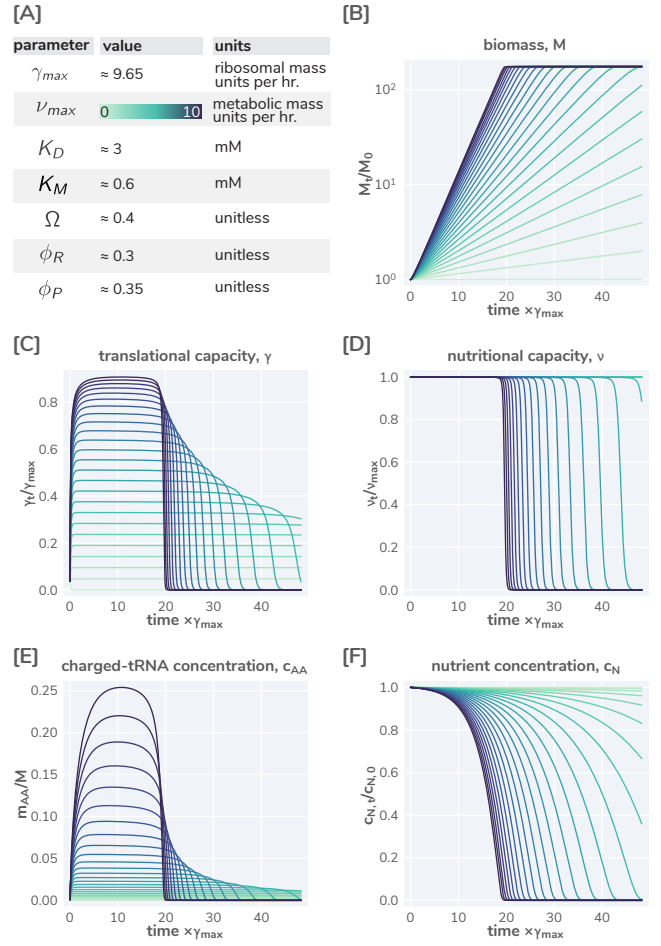 [A]
parameter value units
γmax ≈ 9.65 ribosomal mass units per hr.
νmax 0 10 metabolic mass units per hr.
KD ≈ 3 mM
KM ≈ 0.6 mM
Ω ≈ 0.4 unitless
ϕR ≈ 0.3 unitless
ϕP ≈ 0.35 unitless
[B]
biomass, M
Mt/M0
10²
10¹
10⁰
0 10 20 30 40
time ×γmax
[C]
translational capacity, γ
γt/γmax
0.8
0.6
0.4
0.2
0.0
0 10 20 30 40
time ×γmax
[D]
nutritional capacity, ν
νt/νmax
1.0
0.8
0.6
0.4
0.2
0.0
0 10 20 30 40
time ×γmax
[E]
charged-tRNA concentration, cAA
mAA/M
0.25
0.20
0.15
0.10
0.05
0.00
0 10 20 30 40
time ×γmax
[F]
nutrient concentration, cN
cN,t/cN,0
1.0
0.8
0.6
0.4
0.2
0.0
0 10 20 30 40
time ×γmax